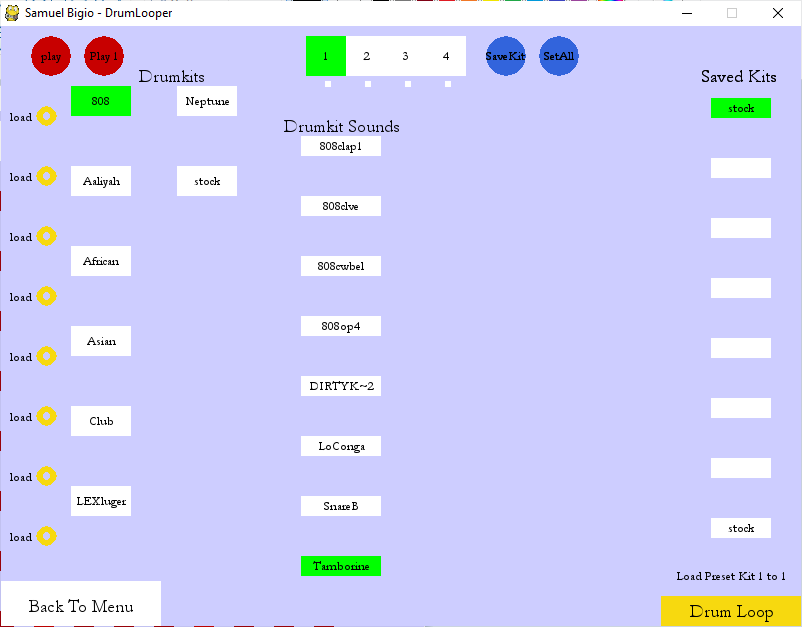 Samuel Bigio - DrumLooper
play
Play 1
1
2
3
4
SaveKit
SetAll
Drumkits
Saved Kits
808
Neptune
stock
load
Drumkit Sounds
808clap1
load
Aaliyah
stock
808clve
load
African
808cwbel
load
808op4
Asian
load
DIRTYK~2
load
Club
LoConga
load
LEXluger
SnareB
stock
load
Tamborine
Load Preset Kit 1 to 1
Back To Menu
Drum Loop